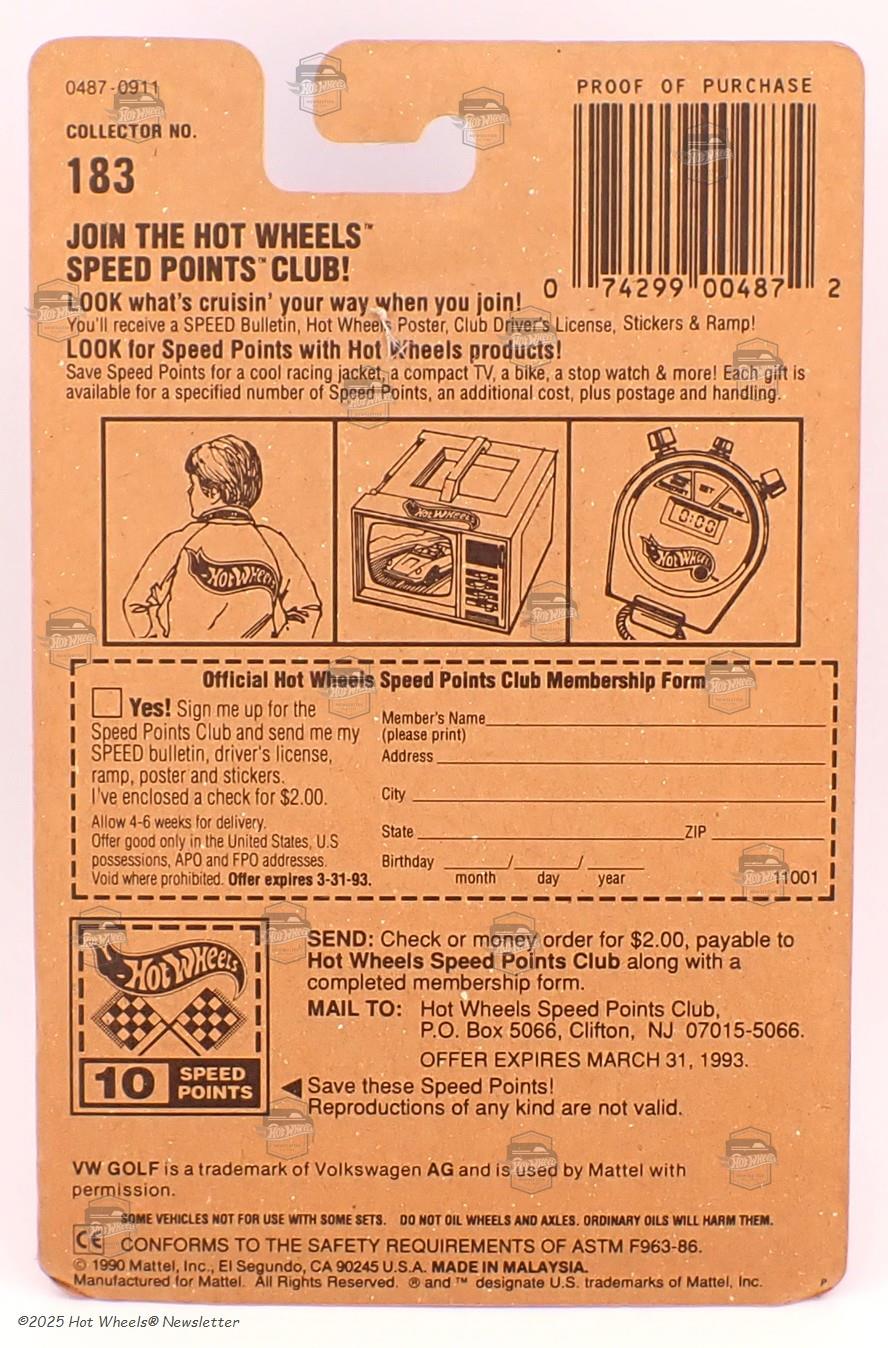 0487-0911
COLLECTOR NO.
183
PROOF OF PURCHASE
0 74299 00487 2
JOIN THE HOT WHEELS™
SPEED POINTS™ CLUB!
LOOK what's cruisin' your way when you join!
You'll receive a SPEED Bulletin, Hot Wheels Poster, Club Driver's License, Stickers & Ramp!
LOOK for Speed Points with Hot Wheels products!
Save Speed Points for a cool racing jacket, a compact TV, a bike, a stop watch & more! Each gift is
available for a specified number of Speed Points, an additional cost, plus postage and handling.
HOT WHEELS
HOT WHEELS
SET
0:00
HOT WHEELS
Official Hot Wheels Speed Points Club Membership Form
Yes! Sign me up for the
Speed Points Club and send me my
SPEED bulletin, driver's license,
ramp, poster and stickers.
I've enclosed a check for $2.00.
Allow 4-6 weeks for delivery.
Offer good only in the United States, U.S
possessions, APO and FPO addresses.
Void where prohibited. Offer expires 3-31-93.
Member's Name
(please print)
Address
City
State ZIP
Birthday / /
month day year
11001
HOT WHEELS
10 SPEED
POINTS
SEND: Check or money order for $2.00, payable to
Hot Wheels Speed Points Club along with a
completed membership form.
MAIL TO: Hot Wheels Speed Points Club,
P.O. Box 5066, Clifton, NJ 07015-5066.
OFFER EXPIRES MARCH 31, 1993.
Save these Speed Points!
Reproductions of any kind are not valid.
VW GOLF is a trademark of Volkswagen AG and is used by Mattel with
permission.
SOME VEHICLES NOT FOR USE WITH SOME SETS. DO NOT OIL WHEELS AND AXLES. ORDINARY OILS WILL HARM THEM.
CE CONFORMS TO THE SAFETY REQUIREMENTS OF ASTM F963-86.
© 1990 Mattel, Inc., El Segundo, CA 90245 U.S.A. MADE IN MALAYSIA.
Manufactured for Mattel. All Rights Reserved. ® and ™ designate U.S. trademarks of Mattel, Inc. P
©2025 Hot Wheels® Newsletter